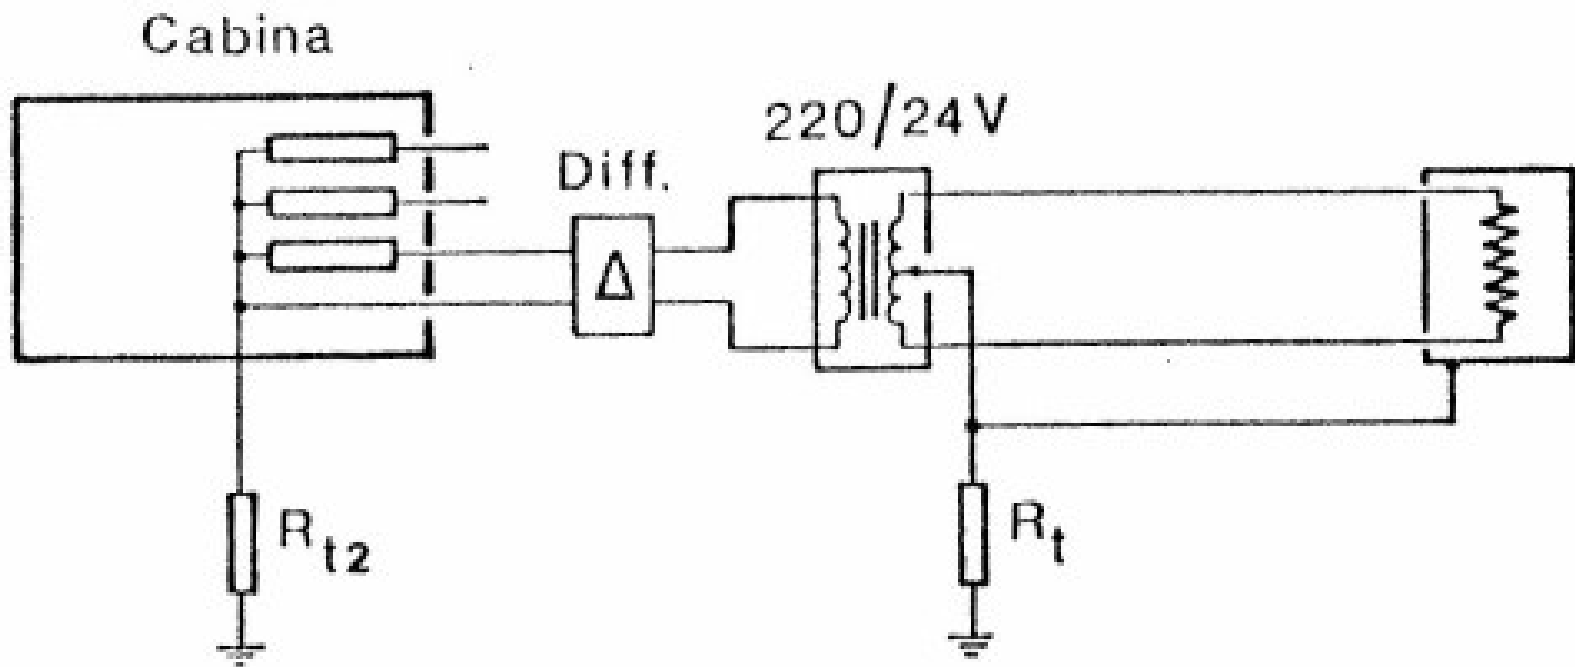 Cabina
220/24V
Diff.
Δ
Rt2
Rt